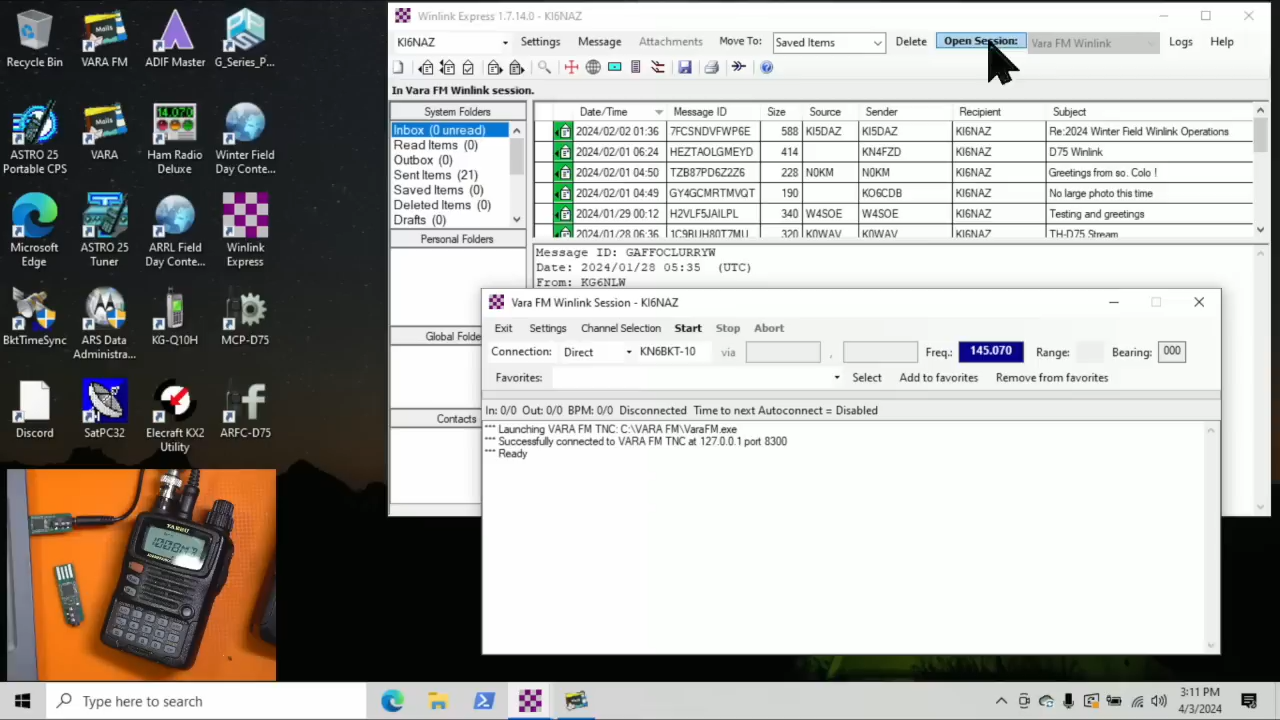 Recycle Bin
VARA FM
ADIF Master
G_Series_P...
ASTRO 25 Portable CPS
VARA
Ham Radio Deluxe
Winter Field Day Conte...
Microsoft Edge
ASTRO 25 Tuner
ARRL Field Day Conte...
Winlink Express
BktTimeSync
ARS Data Administra...
KG-Q10H
MCP-D75
Discord
SatPC32
Elecraft KX2 Utility
ARFC-D75
Winlink Express 1.7.14.0 - KI6NAZ
KI6NAZ Settings Message Attachments Move To: Saved Items Delete Open Session: Vara FM Winlink Logs Help
In Vara FM Winlink session.
System Folders
Inbox (0 unread)
Read Items (0)
Outbox (0)
Sent Items (21)
Saved Items (0)
Deleted Items (0)
Drafts (0)
Personal Folders
Global Folde
Contacts
Date/Time Message ID Size Source Sender Recipient Subject
2024/02/02 01:36 7FCSNDVFWP6E 588 KI5DAZ KI5DAZ KI6NAZ Re:2024 Winter Field Winlink Operations
2024/02/01 06:24 HEZTAOLGMEYD 414 KN4FZD KI6NAZ D75 Winlink
2024/02/01 04:50 TZB87PD6Z2Z6 228 N0KM N0KM KI6NAZ Greetings from so. Colo !
2024/02/01 04:49 GY4GCMRTMVQT 190 KO6CDB KI6NAZ No large photo this time
2024/01/29 00:12 H2VLF5JAILPL 340 W4SOE W4SOE KI6NAZ Testing and greetings
2024/01/28 06:36 1C9BUH80T7MU 320 K0WAV K0WAV KI6NAZ TH-D75 Stream
Message ID: GAFFOCLURRYW
Date: 2024/01/28 05:35 (UTC)
From: KG6NLW
Vara FM Winlink Session - KI6NAZ
Exit Settings Channel Selection Start Stop Abort
Connection: Direct KN6BKT-10 via , Freq.: 145.070 Range: Bearing: 000
Favorites: Select Add to favorites Remove from favorites
In: 0/0 Out: 0/0 BPM: 0/0 Disconnected Time to next Autoconnect = Disabled
*** Launching VARA FM TNC: C:\VARA FM\VaraFM.exe
*** Successfully connected to VARA FM TNC at 127.0.0.1 port 8300
*** Ready
YAESU
Type here to search
3:11 PM
4/3/2024